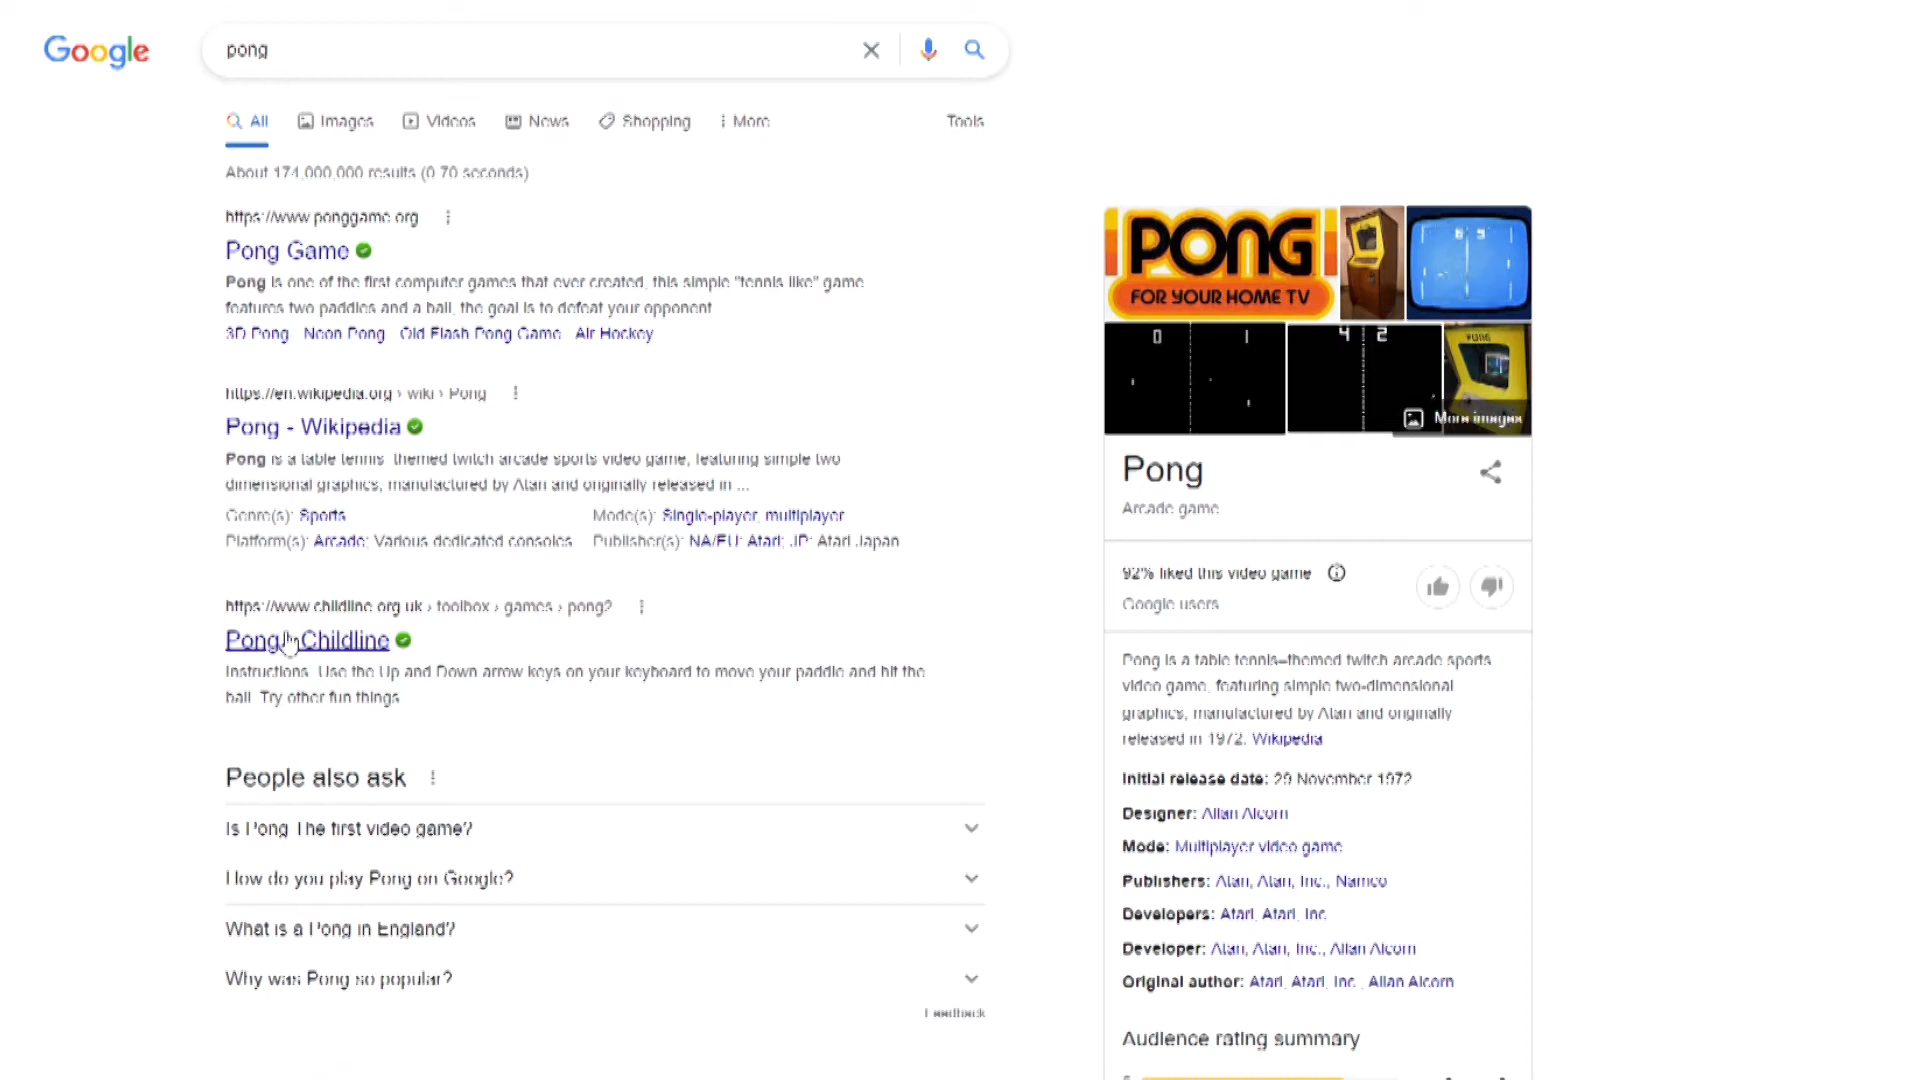 Google
pong
All Images Videos News Shopping More Tools
About 174,000,000 results (0.70 seconds)
https://www.ponggame.org
Pong Game
Pong is one of the first computer games that ever created, this simple "tennis like" game
features two paddles and a ball, the goal is to defeat your opponent
3D Pong Neon Pong Old Flash Pong Game Air Hockey
https://en.wikipedia.org › wiki › Pong
Pong - Wikipedia
Pong is a table tennis themed twitch arcade sports video game, featuring simple two
dimensional graphics, manufactured by Atari and originally released in ...
Genre(s): Sports Mode(s): Single-player, multiplayer
Platform(s): Arcade; Various dedicated consoles Publisher(s): NA/EU: Atari; JP: Atari Japan
https://www.childline.org.uk › toolbox › games › pong2
Pong Childline
Instructions. Use the Up and Down arrow keys on your keyboard to move your paddle and hit the
ball. Try other fun things
People also ask
Is Pong The first video game?
How do you play Pong on Google?
What is a Pong in England?
Why was Pong so popular?
Feedback
PONG
FOR YOUR HOME TV
0 1
4 2
PONG
More images
Pong
Arcade game
92% liked this video game
Google users
Pong is a table tennis–themed twitch arcade sports
video game, featuring simple two-dimensional
graphics, manufactured by Atari and originally
released in 1972. Wikipedia
Initial release date: 29 November 1972
Designer: Allan Alcorn
Mode: Multiplayer video game
Publishers: Atari, Atari, Inc., Namco
Developers: Atari, Atari, Inc.
Developer: Atari, Atari, Inc., Allan Alcorn
Original author: Atari, Atari, Inc., Allan Alcorn
Audience rating summary